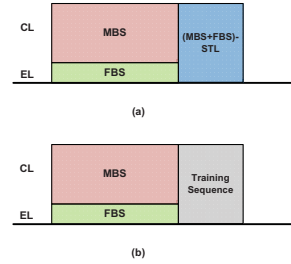 CL
MBS
(MBS+FBS)-
STL
EL
FBS
(a)
CL
MBS
Training
Sequence
EL
FBS
(b)